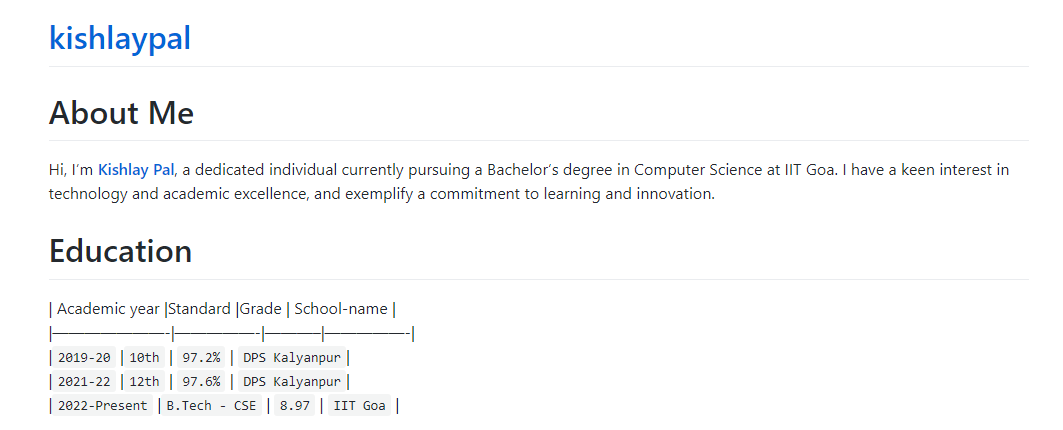 kishlaypal
About Me
Hi, I’m Kishlay Pal, a dedicated individual currently pursuing a Bachelor’s degree in Computer Science at IIT Goa. I have a keen interest in
technology and academic excellence, and exemplify a commitment to learning and innovation.
Education
| Academic year |Standard |Grade | School-name |
|———————-|—————-|———–|—————-|
| 2019-20 | 10th | 97.2% | DPS Kalyanpur |
| 2021-22 | 12th | 97.6% | DPS Kalyanpur |
| 2022-Present | B.Tech - CSE | 8.97 | IIT Goa |